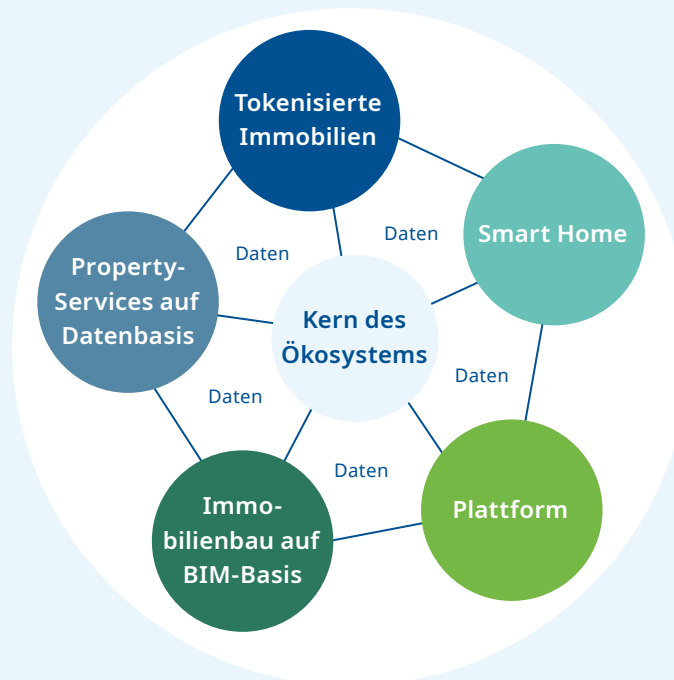 Tokenisierte
Immobilien
Smart Home
Daten
Daten
Property-
Services auf
Datenbasis
Kern des
Ökosystems
Daten
Daten
Daten
Immo-
bilienbau auf
BIM-Basis
Plattform